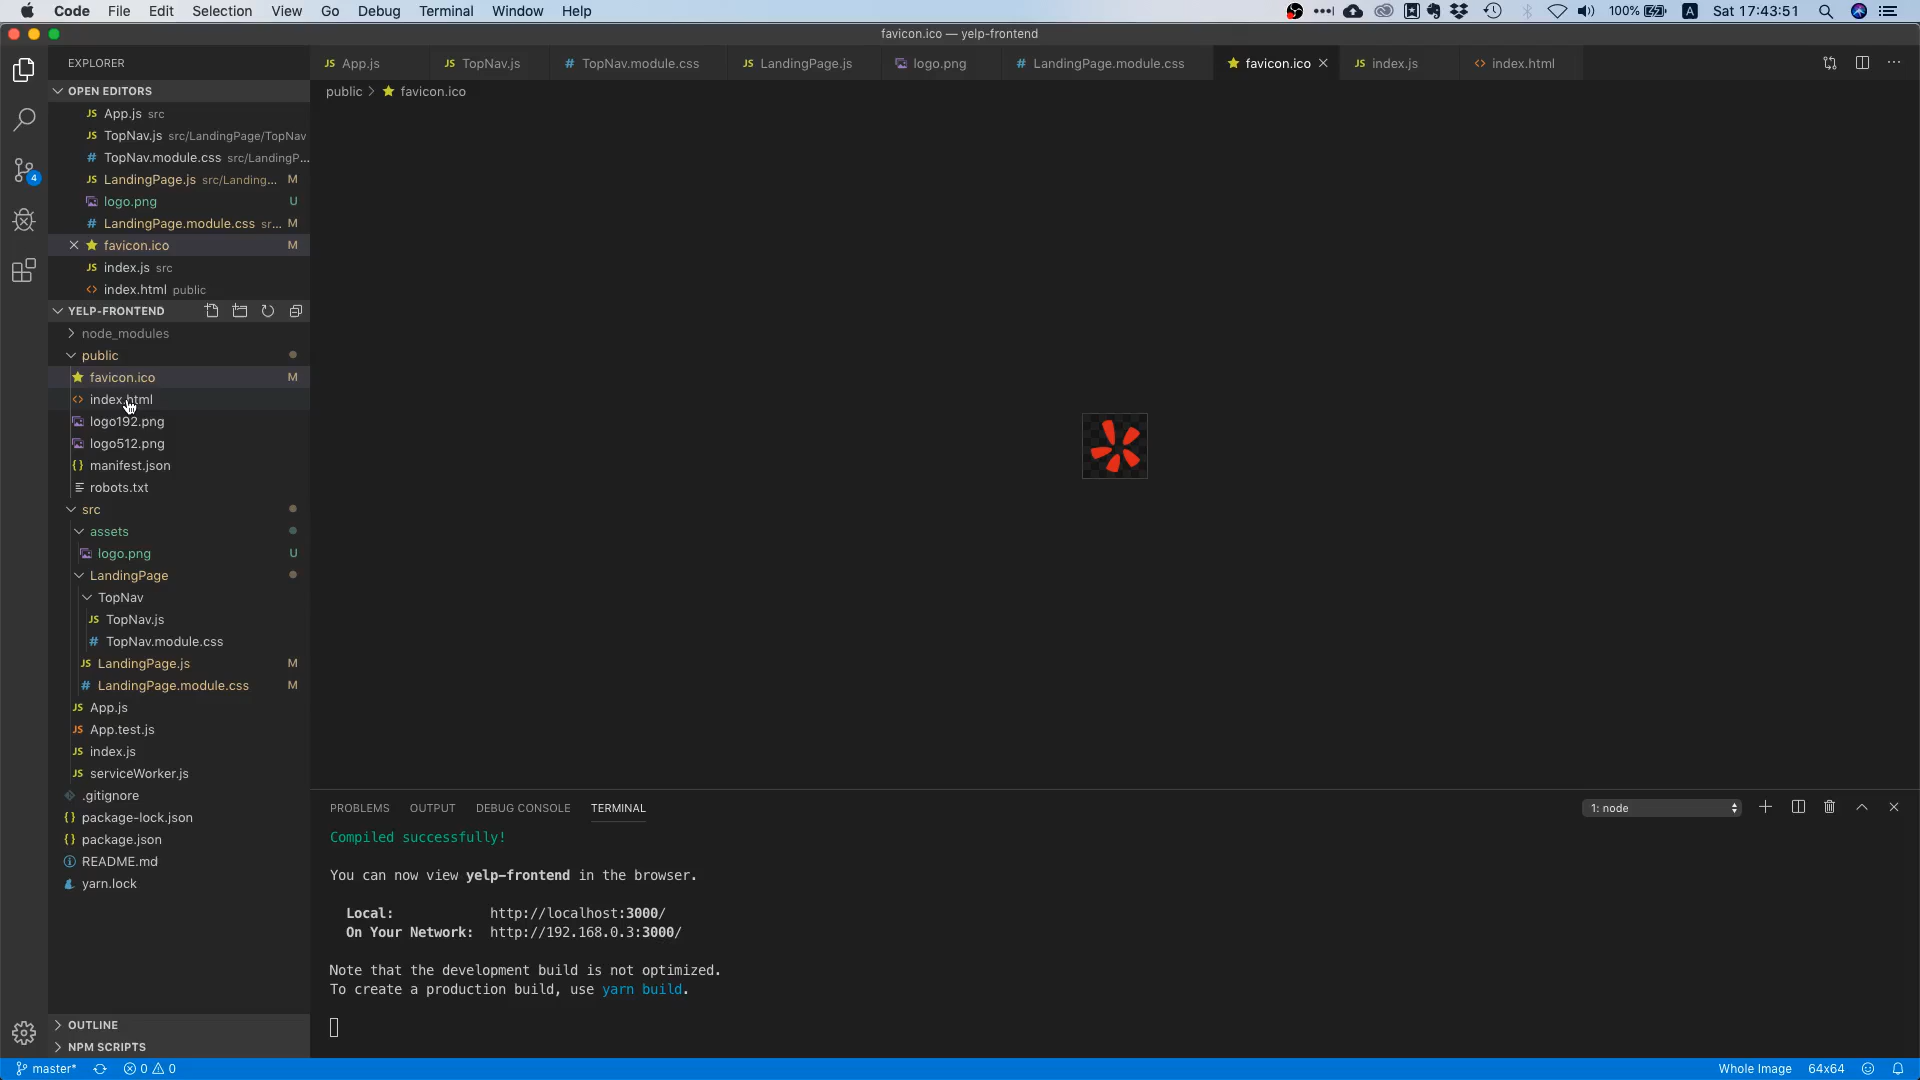 Code File Edit Selection View Go Debug Terminal Window Help 100% A Sat 17:43:51
favicon.ico — yelp-frontend
EXPLORER
App.js TopNav.js TopNav.module.css LandingPage.js logo.png LandingPage.module.css favicon.ico index.js index.html
public > favicon.ico
OPEN EDITORS
App.js src
TopNav.js src/LandingPage/TopNav
TopNav.module.css src/LandingP...
LandingPage.js src/Landing... M
logo.png U
LandingPage.module.css sr... M
favicon.ico M
index.js src
index.html public
4
YELP-FRONTEND
node_modules
public
favicon.ico M
index.html
logo192.png
logo512.png
manifest.json
robots.txt
src
assets
logo.png U
LandingPage
TopNav
TopNav.js
TopNav.module.css
LandingPage.js M
LandingPage.module.css M
App.js
App.test.js
index.js
serviceWorker.js
.gitignore
package-lock.json
package.json
README.md
yarn.lock
OUTLINE
NPM SCRIPTS
PROBLEMS OUTPUT DEBUG CONSOLE TERMINAL 1: node
Compiled successfully!
You can now view yelp-frontend in the browser.
Local: http://localhost:3000/
On Your Network: http://192.168.0.3:3000/
Note that the development build is not optimized.
To create a production build, use yarn build.
master* 0 0 Whole Image 64x64